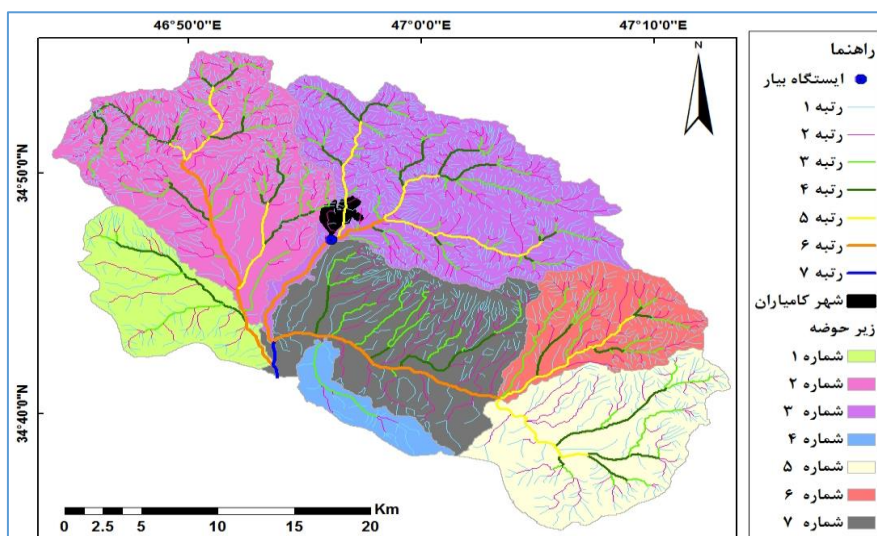 46°50'0"E
47°0'0"E
47°10'0"E
34°50'0"N
34°40'0"N
N
Km
0 2.5 5 10 15 20
راهنما
ایستگاه بیار
رتبه ۱
رتبه ۲
رتبه ۳
رتبه ۴
رتبه ۵
رتبه ۶
رتبه ۷
شهر کامیاران
زیر حوضه
شماره ۱
شماره ۲
شماره ۳
شماره ۴
شماره ۵
شماره ۶
شماره ۷